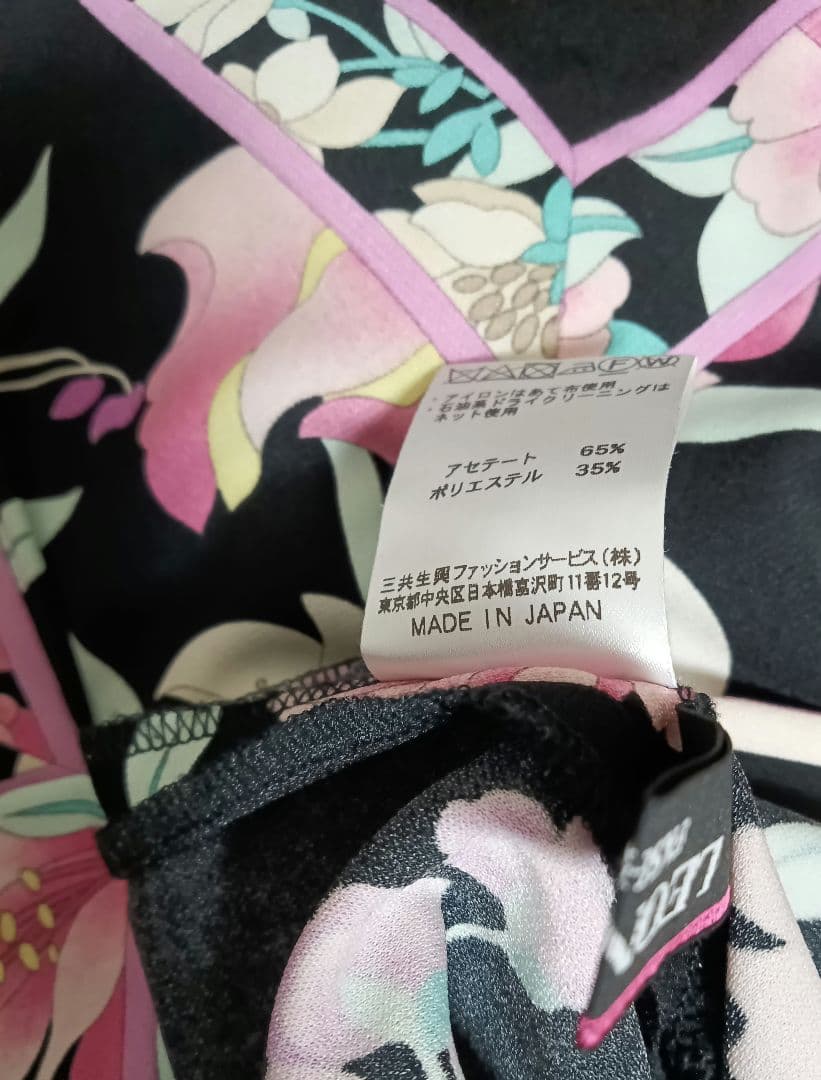 ・アイロンはあて布使用
・石油系ドライクリーニングは
ネット使用
アセテート 65%
ポリエステル 35%
三共生興ファッションサービス(株)
東京都中央区日本橋富沢町11番12号
MADE IN JAPAN